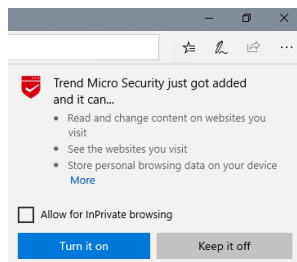 Trend Micro Security just got added
and it can...
• Read and change content on websites you
visit
• See the websites you visit
• Store personal browsing data on your device
More
Allow for InPrivate browsing
Turn it on
Keep it off